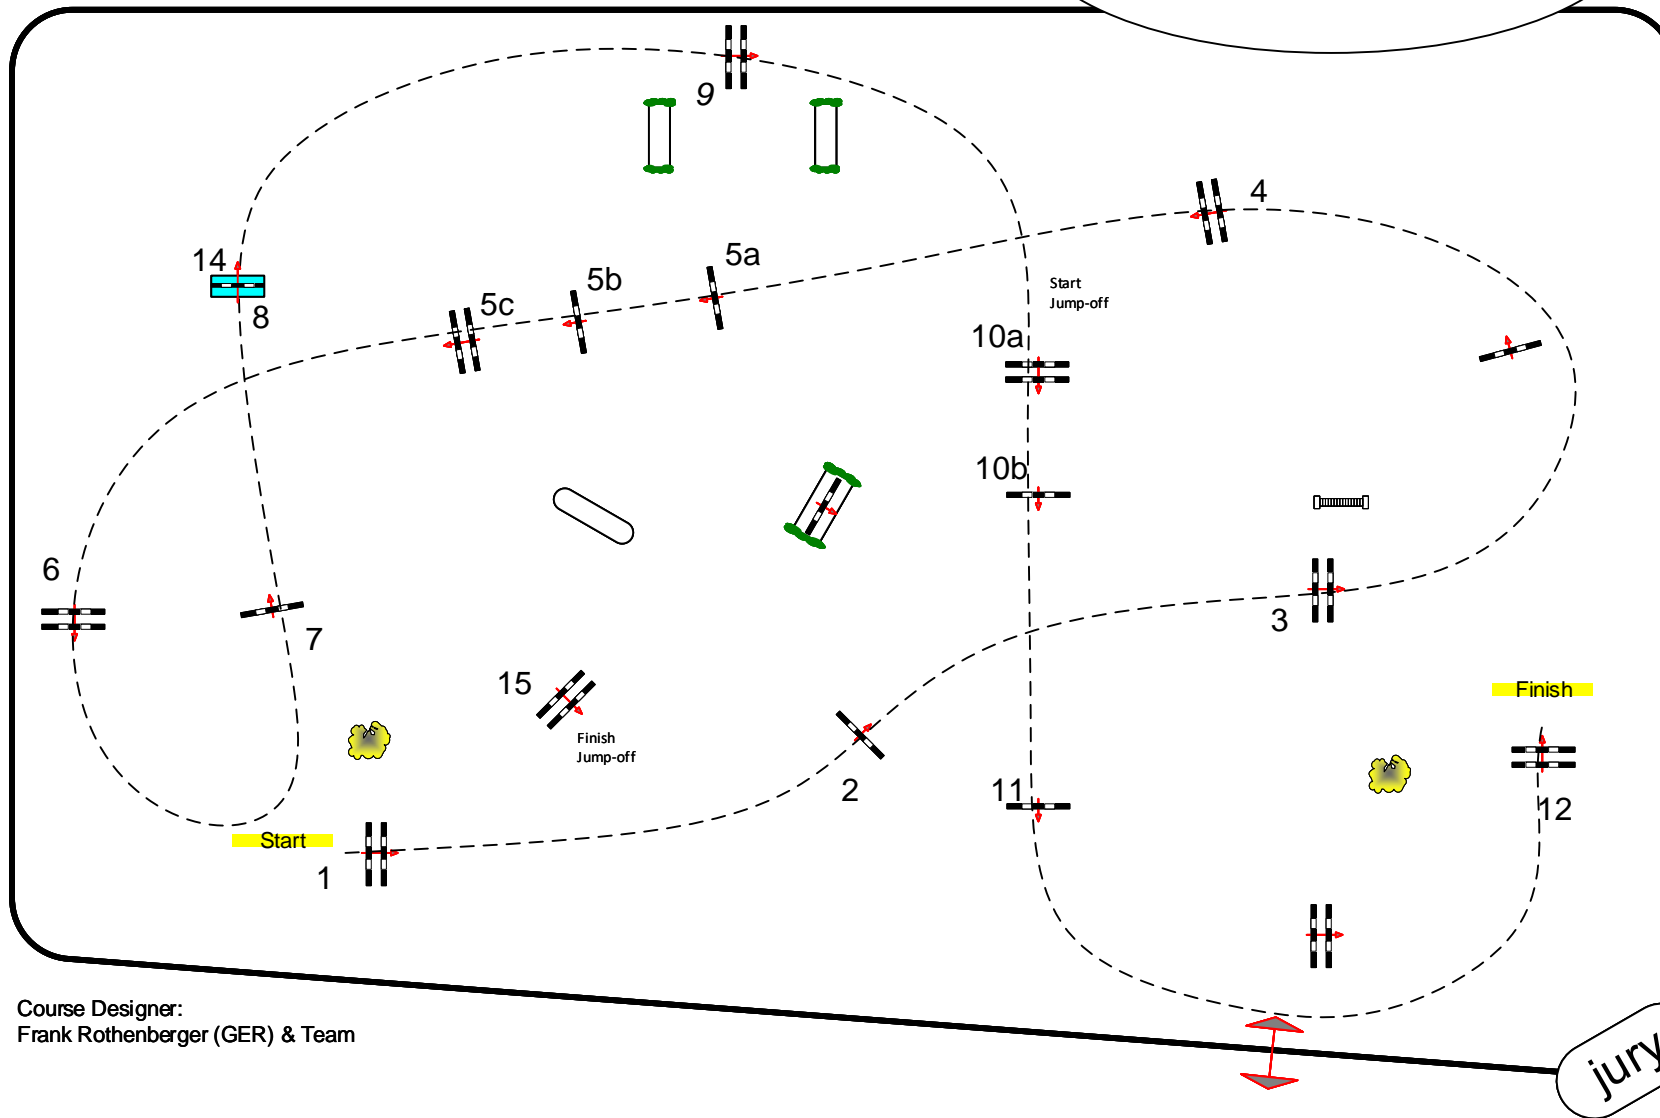 9
4
5a
14
Start
Jump-off
5b
5c
8
10a
10b
6
3
7
15
Finish
Finish
Jump-off
2
11
12
Start
1
Course Designer:
Frank Rothenberger (GER) & Team
jury